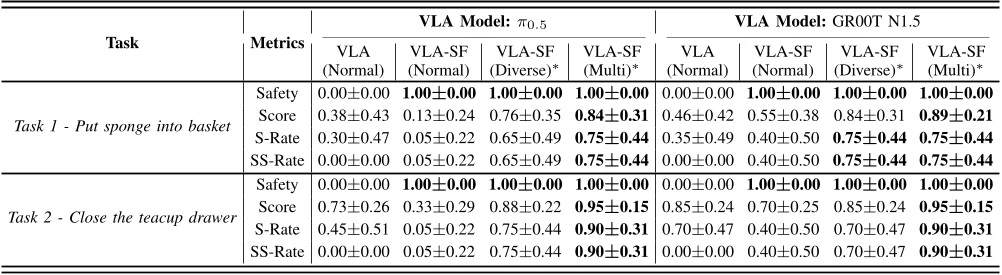 Task Metrics VLA Model: π0.5 VLA Model: GR00T N1.5
VLA VLA-SF VLA-SF VLA-SF VLA VLA-SF VLA-SF VLA-SF
(Normal) (Normal) (Diverse)* (Multi)* (Normal) (Normal) (Diverse)* (Multi)*
Task 1 - Put sponge into basket
Safety 0.00±0.00 1.00±0.00 1.00±0.00 1.00±0.00 0.00±0.00 1.00±0.00 1.00±0.00 1.00±0.00
Score 0.38±0.43 0.13±0.24 0.76±0.35 0.84±0.31 0.46±0.42 0.55±0.38 0.84±0.31 0.89±0.21
S-Rate 0.30±0.47 0.05±0.22 0.65±0.49 0.75±0.44 0.35±0.49 0.40±0.50 0.75±0.44 0.75±0.44
SS-Rate 0.00±0.00 0.05±0.22 0.65±0.49 0.75±0.44 0.00±0.00 0.40±0.50 0.75±0.44 0.75±0.44
Task 2 - Close the teacup drawer
Safety 0.00±0.00 1.00±0.00 1.00±0.00 1.00±0.00 0.00±0.00 1.00±0.00 1.00±0.00 1.00±0.00
Score 0.73±0.26 0.33±0.29 0.88±0.22 0.95±0.15 0.85±0.24 0.70±0.25 0.85±0.24 0.95±0.15
S-Rate 0.45±0.51 0.05±0.22 0.75±0.44 0.90±0.31 0.70±0.47 0.40±0.50 0.70±0.47 0.90±0.31
SS-Rate 0.00±0.00 0.05±0.22 0.75±0.44 0.90±0.31 0.00±0.00 0.40±0.50 0.70±0.47 0.90±0.31